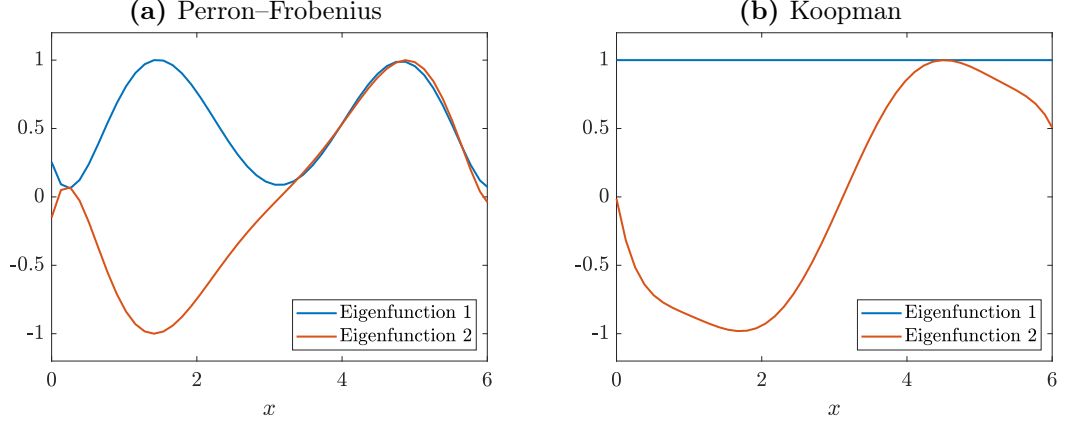 (a) Perron–Frobenius
1
0.5
0
-0.5
-1
0 2 4 6
x
Eigenfunction 1
Eigenfunction 2
(b) Koopman
1
0.5
0
-0.5
-1
0 2 4 6
x
Eigenfunction 1
Eigenfunction 2